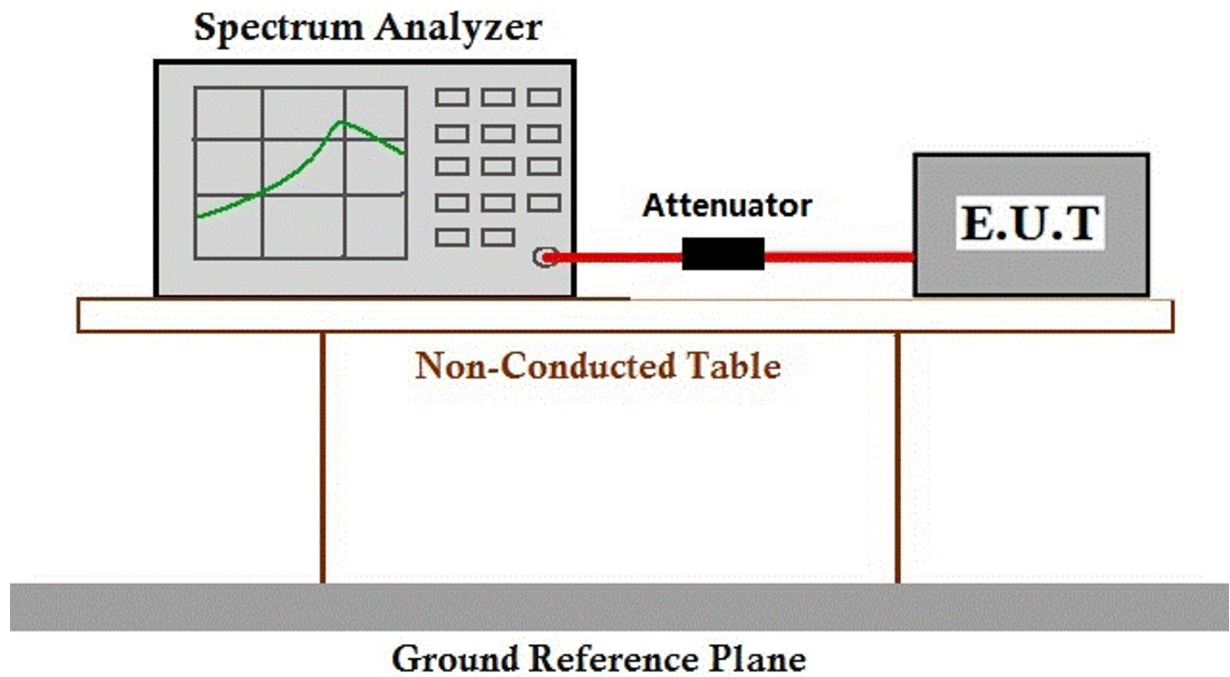 Spectrum Analyzer
Attenuator
E.U.T
Non-Conducted Table
Ground Reference Plane